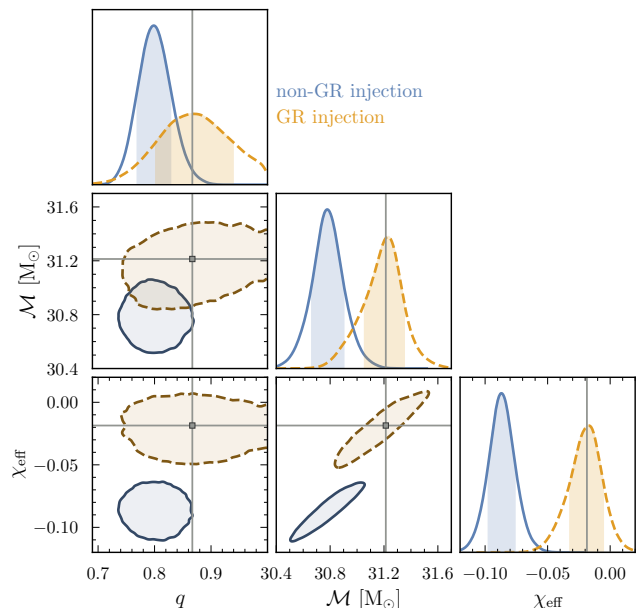 non-GR injection
GR injection
31.6
31.2
30.8
30.4
ℳ [M⊙]
0.00
−0.05
−0.10
χeff
0.7 0.8 0.9 30.4 30.8 31.2 31.6 −0.10 −0.05 0.00
q ℳ [M⊙] χeff